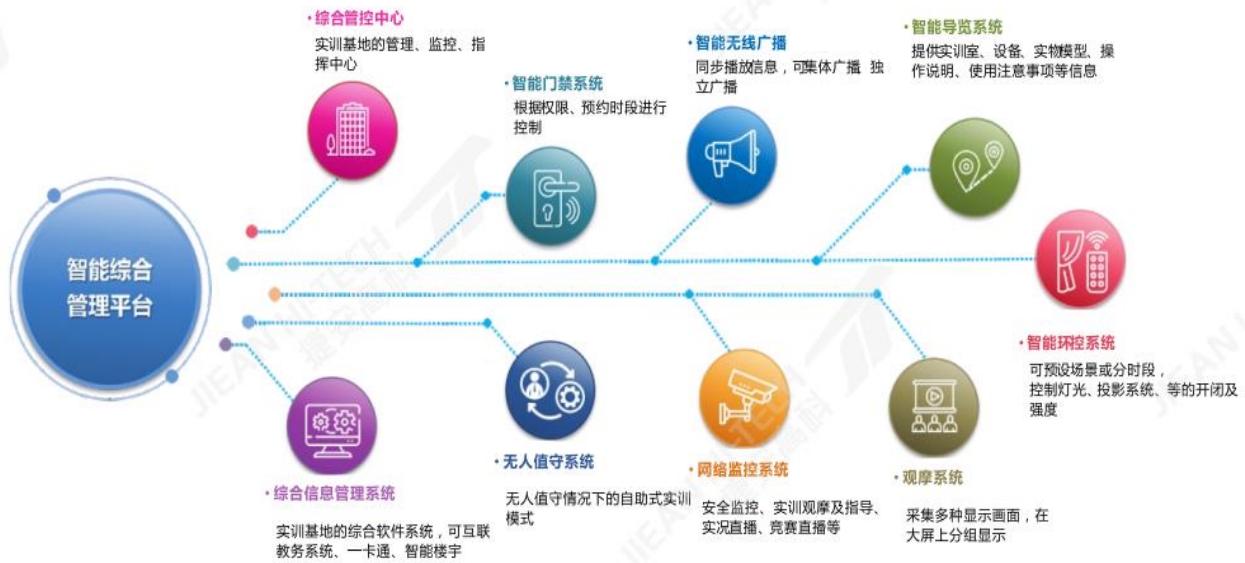 ·综合管控中心
实训基地的管理、监控、指
挥中心
·智能门禁系统
根据权限、预约时段进行
控制
·智能无线广播
同步播放信息，可集体广播 独
立广播
·智能导览系统
提供实训室、设备、实物模型、操
作说明、使用注意事项等信息
智能综合
管理平台
·智能环控系统
可预设场景或分时段，
控制灯光、投影系统、等的开闭及
强度
·综合信息管理系统
实训基地的综合软件系统，可互联
教务系统、一卡通、智能楼宇
·无人值守系统
无人值守情况下的自助式实训
模式
·网络监控系统
安全监控、实训观摩及指导、
实况直播、竞赛直播等
·观摩系统
采集多种显示画面，在
大屏上分组显示
JIEAN HI-TECH
捷安高科